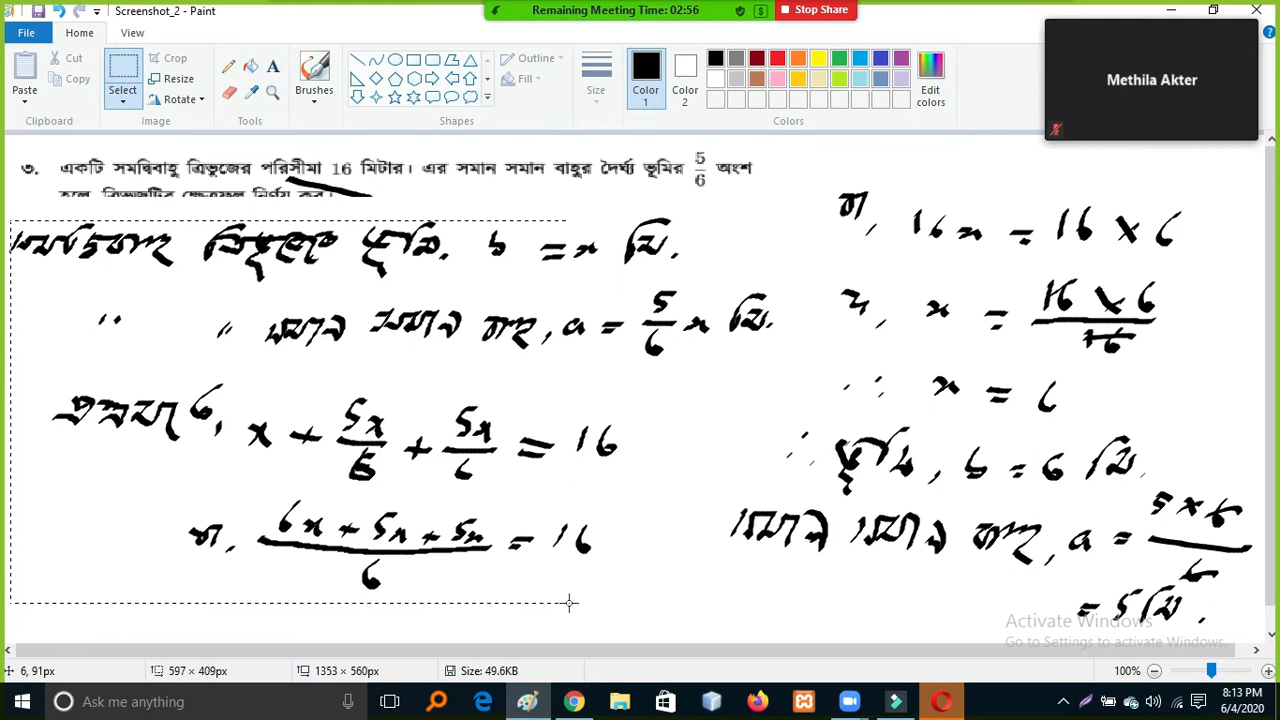 Screenshot_2 - Paint
Remaining Meeting Time: 02:56
Stop Share
File Home View
Paste
Cut
Copy
Clipboard
Select
Crop
Resize
Rotate
Image
Tools
Brushes
Shapes
Outline
Fill
Size
Color 1
Color 2
Edit colors
Colors
Methila Akter
৩. একটি সমদ্বিবাহু ত্রিভুজের পরিসীমা 16 মিটার। এর সমান সমান বাহুর দৈর্ঘ্য ভূমির 5/6 অংশ
হলে ত্রিভুজটির ক্ষেত্রফল নির্ণয় কর।
সমদ্বিবাহু ত্রিভুজের ভূমি, b = x মি.
" " সমান সমান বাহু, a = 5/6 x মি.
প্রশ্নমতে, x + 5x/6 + 5x/6 = 16
বা, (6x + 5x + 5x)/6 = 16
বা, 16x = 16 × 6
বা, x = (16 × 6)/16
∴ x = 6
∴ ভূমি, b = 6 মি.
সমান সমান বাহু, a = (5 × 6)/6
= 5 মি.
Activate Windows
Go to Settings to activate Windows.
6, 91px
597 × 409px
1353 × 560px
Size: 49.6KB
100%
Ask me anything
8:13 PM
6/4/2020